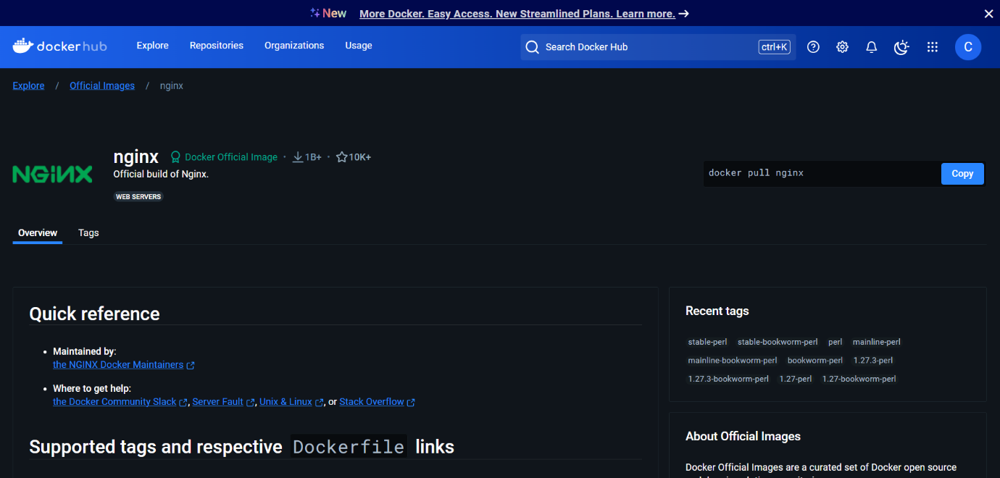 New More Docker. Easy Access. New Streamlined Plans. Learn more.
dockerhub Explore Repositories Organizations Usage Search Docker Hub ctrl+K C
Explore / Official Images / nginx
NGINX
nginx Docker Official Image · 1B+ · 10K+
Official build of Nginx.
WEB SERVERS
docker pull nginx Copy
Overview Tags
Quick reference
• Maintained by:
the NGINX Docker Maintainers
• Where to get help:
the Docker Community Slack, Server Fault, Unix & Linux, or Stack Overflow
Supported tags and respective Dockerfile links
Recent tags
stable-perl stable-bookworm-perl perl mainline-perl
mainline-bookworm-perl bookworm-perl 1.27.3-perl
1.27.3-bookworm-perl 1.27-perl 1.27-bookworm-perl
About Official Images
Docker Official Images are a curated set of Docker open source